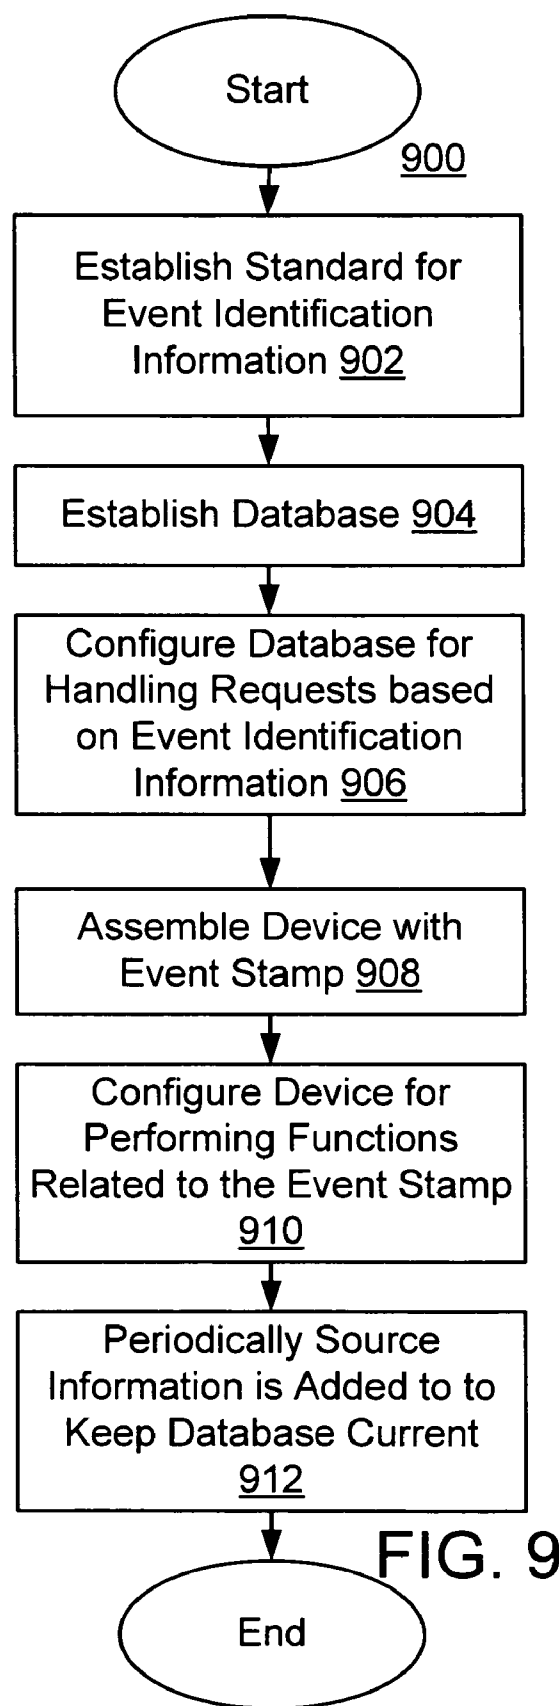 Start
900
Establish Standard for
Event Identification
Information 902
Establish Database 904
Configure Database for
Handling Requests based
on Event Identification
Information 906
Assemble Device with
Event Stamp 908
Configure Device for
Performing Functions
Related to the Event Stamp
910
Periodically Source
Information is Added to to
Keep Database Current
912
FIG. 9
End